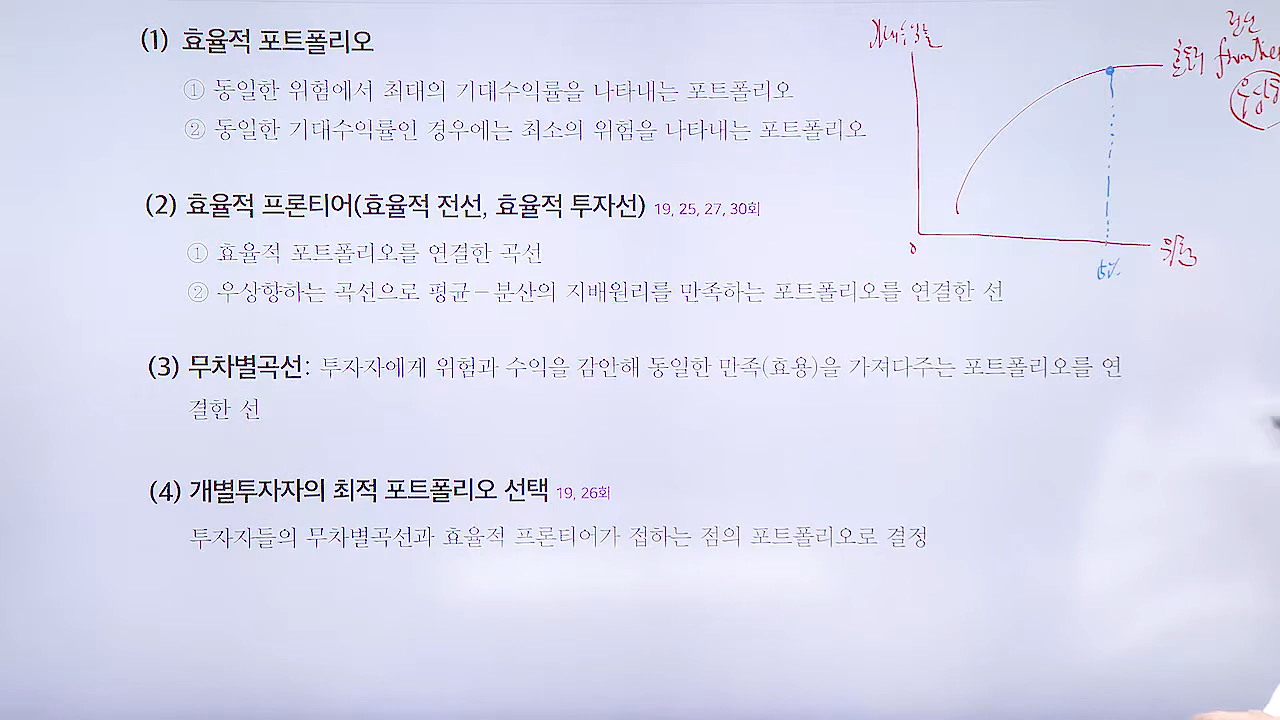 (1) 효율적 포트폴리오
① 동일한 위험에서 최대의 기대수익률을 나타내는 포트폴리오
② 동일한 기대수익률인 경우에는 최소의 위험을 나타내는 포트폴리오
(2) 효율적 프론티어(효율적 전선, 효율적 투자선) 19, 25, 27, 30회
① 효율적 포트폴리오를 연결한 곡선
② 우상향하는 곡선으로 평균－분산의 지배원리를 만족하는 포트폴리오를 연결한 선
(3) 무차별곡선: 투자자에게 위험과 수익을 감안해 동일한 만족(효용)을 가져다주는 포트폴리오를 연
결한 선
(4) 개별투자자의 최적 포트폴리오 선택 19, 26회
투자자들의 무차별곡선과 효율적 프론티어가 접하는 점의 포트폴리오로 결정
전선
0
위험